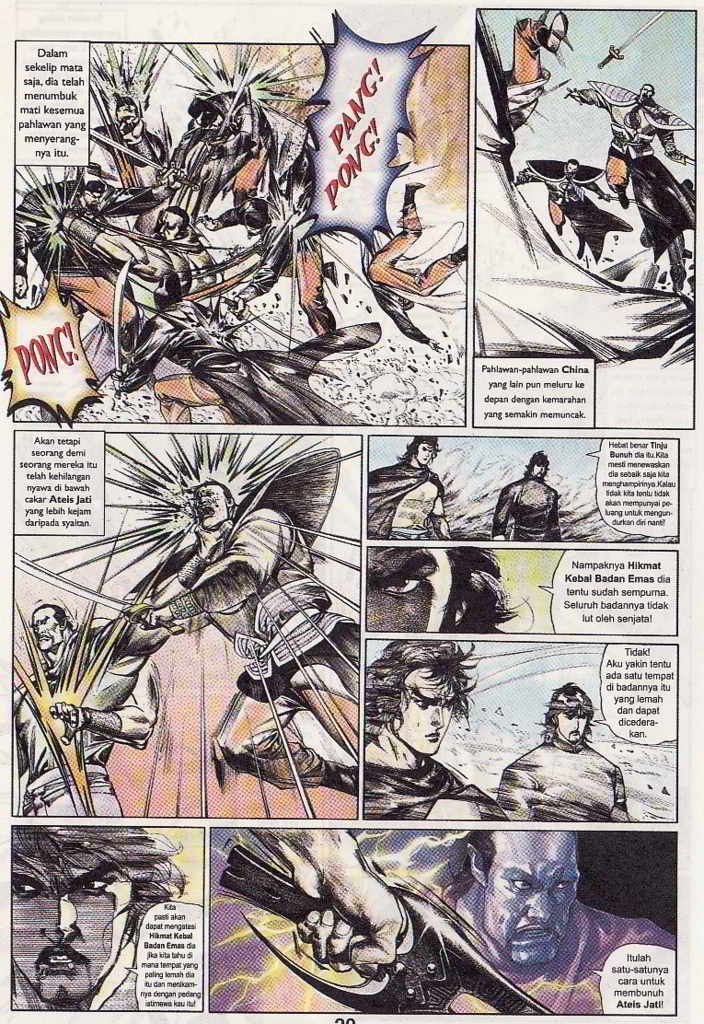 Dalam
sekelip mata
saja, dia telah
menumbuk
mati kesemua
pahlawan yang
menyerang-
nya itu.
PANG!
PONG!
PONG!
Pahlawan-pahlawan China
yang lain pun meluru ke
depan dengan kemarahan
yang semakin memuncak.
Akan tetapi
seorang demi
seorang mereka itu
telah kehilangan
nyawa di bawah
cakar Ateis Jati
yang lebih kejam
daripada syaitan.
Hebat benar Tinju
Bunuh dia itu.Kita
mesti menewaskan
dia sebaik saja kita
menghampirinya.Kalau
tidak kita tentu tidak
akan mempunyai pe-
luang untuk mengun-
durkan diri nanti!
Nampaknya Hikmat
Kebal Badan Emas dia
tentu sudah sempurna.
Seluruh badannya tidak
lut oleh senjata!
Tidak!
Aku yakin tentu
ada satu tempat
di badannya itu
yang lemah
dan dapat
dicedera-
kan.
Kita
pasti akan
dapat mengatasi
Hikmat Kebal
Badan Emas dia
jika kita tahu di
mana tempat yang
paling lemah dia
itu dan menikam-
nya dengan pedang
istimewa kau itu!
Itulah
satu-satunya
cara untuk
membunuh
Ateis Jati!